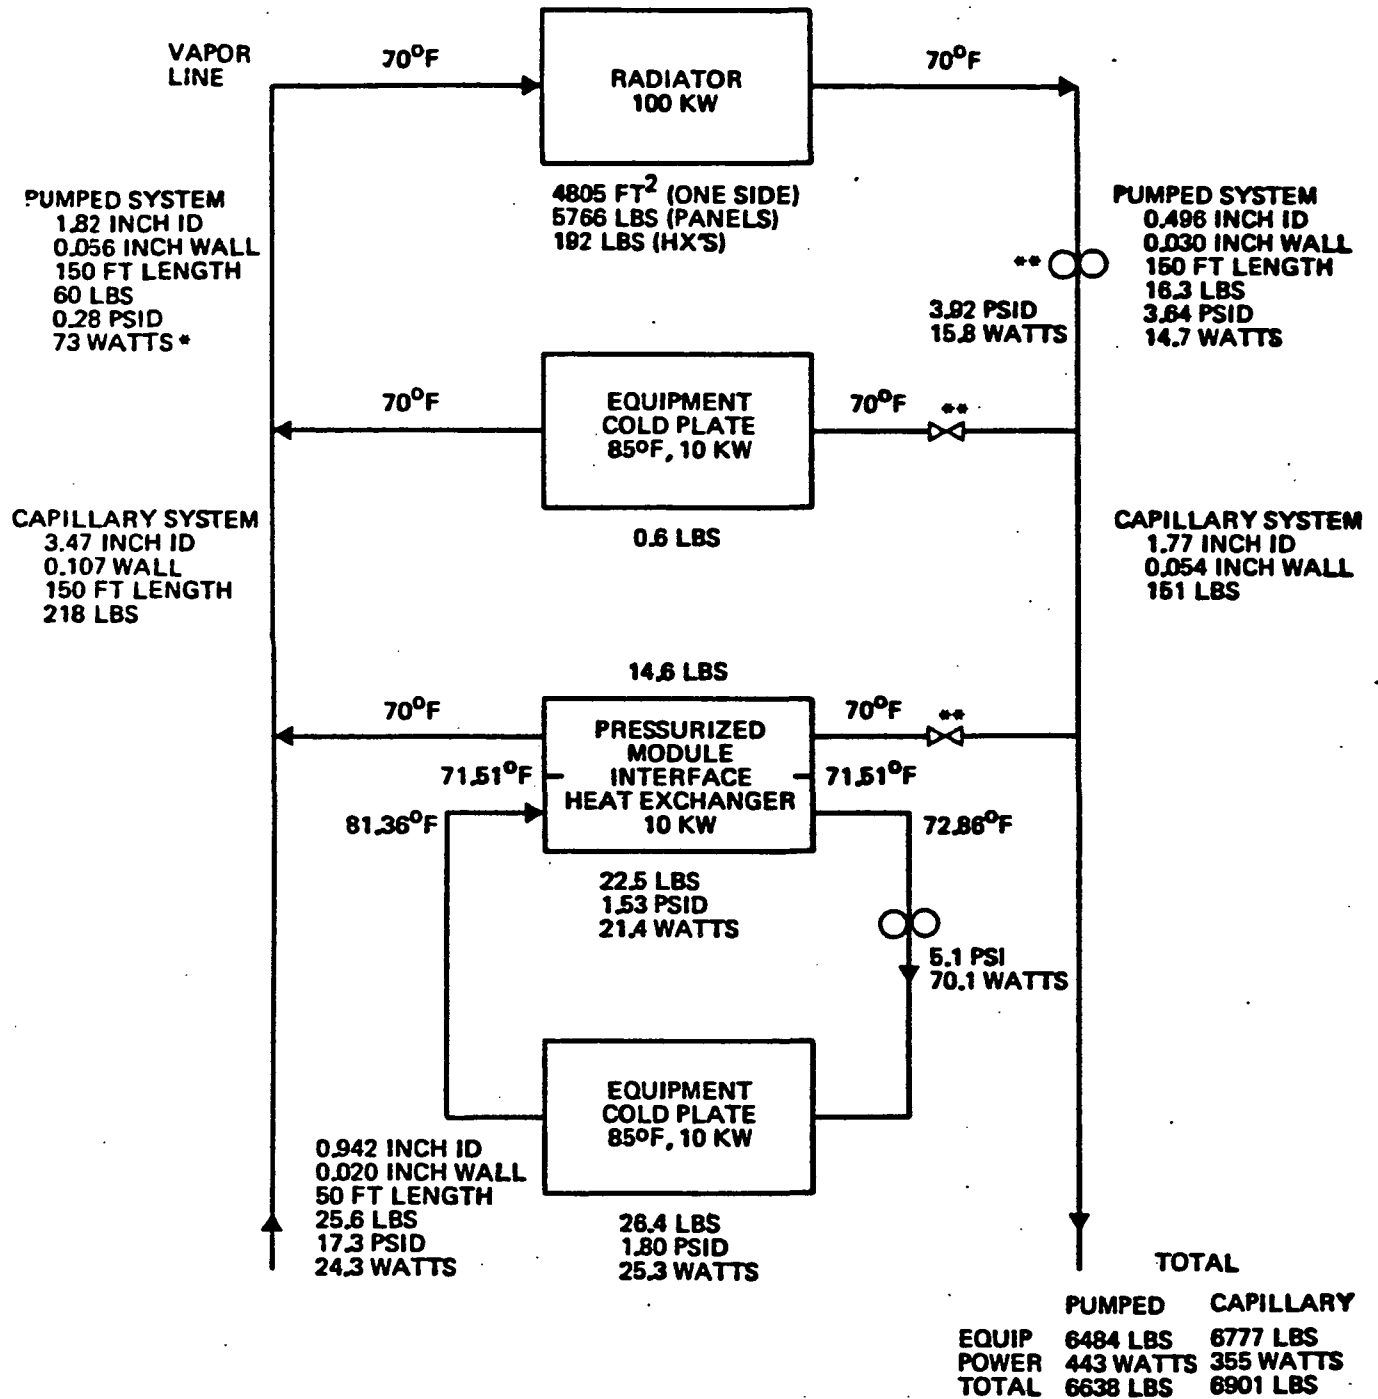 VAPOR
LINE
70°F
RADIATOR
100 KW
70°F
4805 FT² (ONE SIDE)
5766 LBS (PANELS)
192 LBS (HX'S)
PUMPED SYSTEM
1.82 INCH ID
0.056 INCH WALL
150 FT LENGTH
60 LBS
0.28 PSID
73 WATTS *
PUMPED SYSTEM
0.496 INCH ID
0.030 INCH WALL
150 FT LENGTH
16.3 LBS
3.64 PSID
14.7 WATTS
**
3.92 PSID
15.8 WATTS
70°F
EQUIPMENT
COLD PLATE
85°F, 10 KW
70°F
**
0.6 LBS
CAPILLARY SYSTEM
3.47 INCH ID
0.107 WALL
150 FT LENGTH
218 LBS
CAPILLARY SYSTEM
1.77 INCH ID
0.054 INCH WALL
151 LBS
14.6 LBS
70°F
PRESSURIZED
MODULE
INTERFACE
HEAT EXCHANGER
10 KW
70°F
**
71.51°F
71.51°F
81.36°F
72.86°F
22.5 LBS
1.53 PSID
21.4 WATTS
5.1 PSI
70.1 WATTS
EQUIPMENT
COLD PLATE
85°F, 10 KW
0.942 INCH ID
0.020 INCH WALL
50 FT LENGTH
25.6 LBS
17.3 PSID
24.3 WATTS
26.4 LBS
1.80 PSID
25.3 WATTS
TOTAL
PUMPED CAPILLARY
EQUIP 6484 LBS 6777 LBS
POWER 443 WATTS 355 WATTS
TOTAL 6638 LBS 6901 LBS